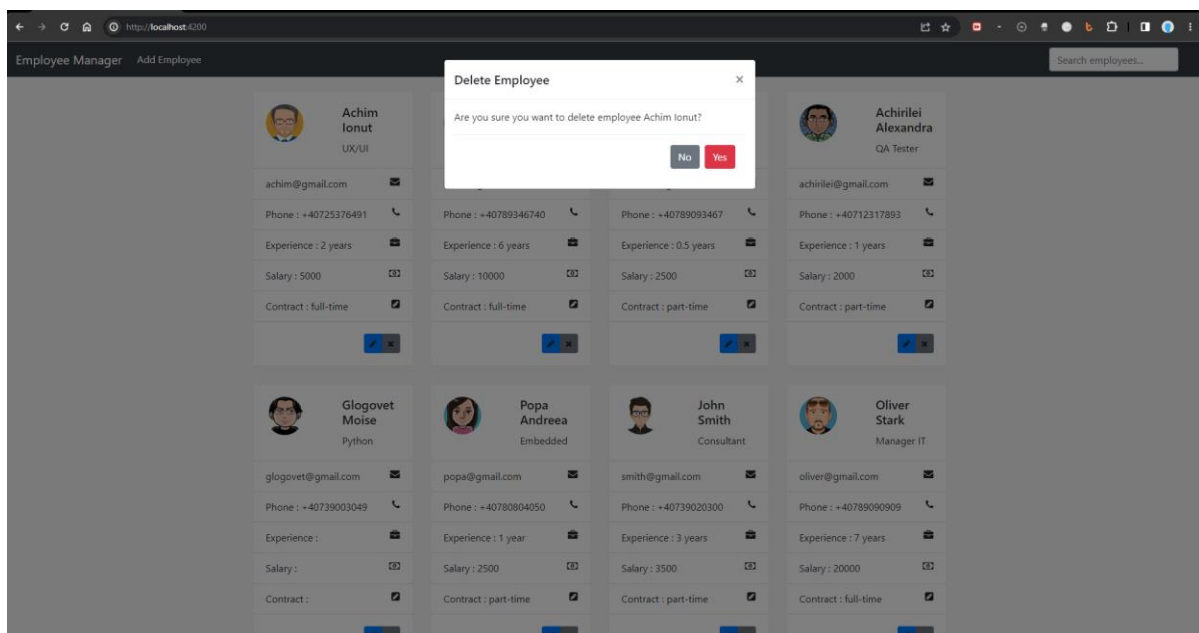 http://localhost:4200
Employee Manager Add Employee
Search employees...
Delete Employee
Are you sure you want to delete employee Achim Ionut?
No Yes
Achim
Ionut
UX/UI
achim@gmail.com
Phone : +40725376491
Experience : 2 years
Salary : 5000
Contract : full-time
Phone : +40789346740
Experience : 6 years
Salary : 10000
Contract : full-time
Phone : +40789093467
Experience : 0.5 years
Salary : 2500
Contract : part-time
Achirilei
Alexandra
QA Tester
achirilei@gmail.com
Phone : +40712317893
Experience : 1 years
Salary : 2000
Contract : part-time
Glogovet
Moise
Python
glogovet@gmail.com
Phone : +40739003049
Experience :
Salary :
Contract :
Popa
Andreea
Embedded
popa@gmail.com
Phone : +40780804050
Experience : 1 year
Salary : 2500
Contract : part-time
John
Smith
Consultant
smith@gmail.com
Phone : +40739020300
Experience : 3 years
Salary : 3500
Contract : part-time
Oliver
Stark
Manager IT
oliver@gmail.com
Phone : +40789090909
Experience : 7 years
Salary : 20000
Contract : full-time